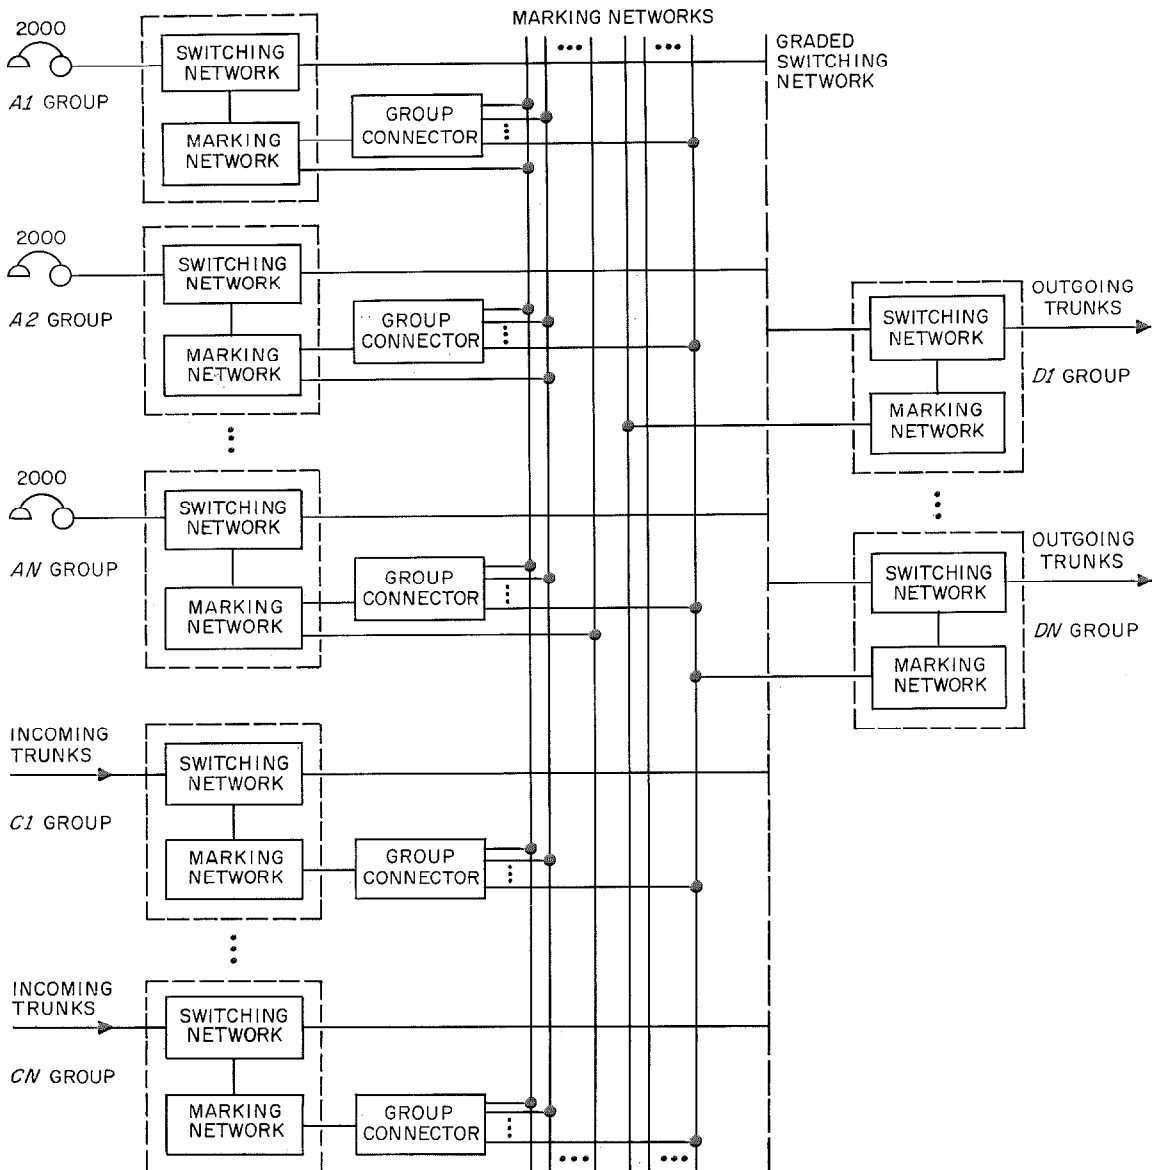 MARKING NETWORKS
GRADED
SWITCHING
NETWORK
2000
A1 GROUP
SWITCHING
NETWORK
MARKING
NETWORK
GROUP
CONNECTOR
2000
A2 GROUP
SWITCHING
NETWORK
MARKING
NETWORK
GROUP
CONNECTOR
2000
AN GROUP
SWITCHING
NETWORK
MARKING
NETWORK
GROUP
CONNECTOR
INCOMING
TRUNKS
C1 GROUP
SWITCHING
NETWORK
MARKING
NETWORK
GROUP
CONNECTOR
INCOMING
TRUNKS
CN GROUP
SWITCHING
NETWORK
MARKING
NETWORK
GROUP
CONNECTOR
SWITCHING
NETWORK
MARKING
NETWORK
OUTGOING
TRUNKS
D1 GROUP
SWITCHING
NETWORK
MARKING
NETWORK
OUTGOING
TRUNKS
DN GROUP